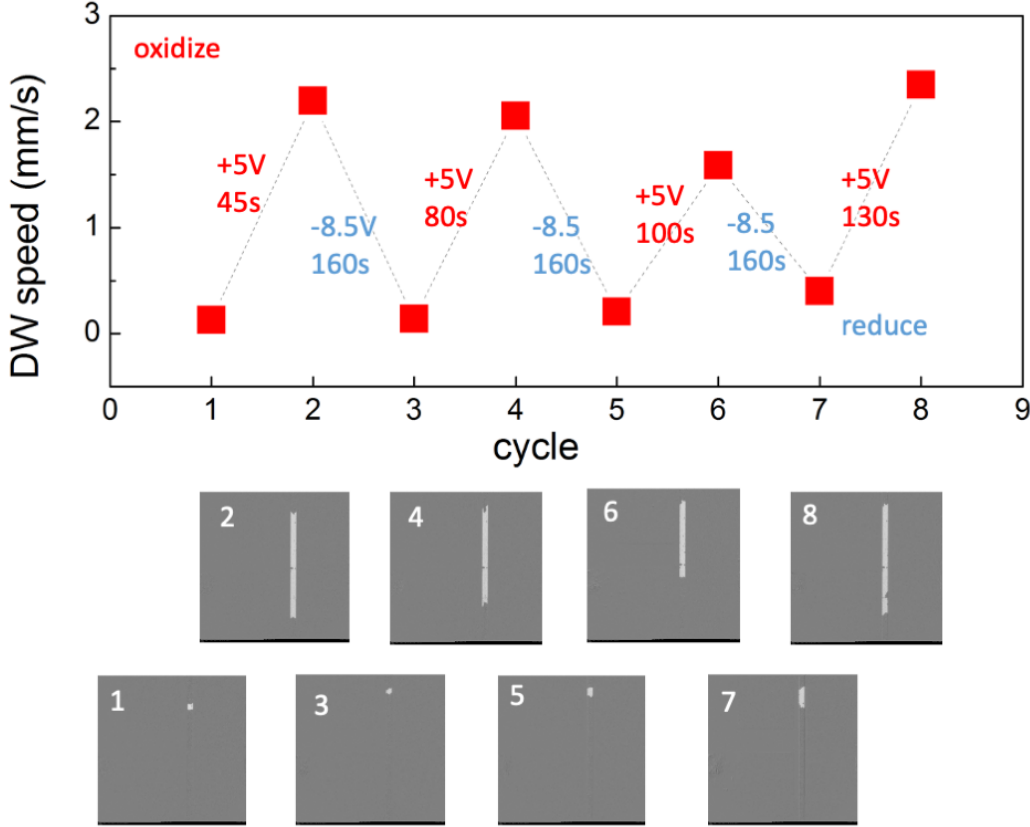 3
oxidize
DW speed (mm/s)
2
+5V
45s
+5V
80s
+5V
100s
+5V
130s
-8.5V
160s
-8.5
160s
-8.5
160s
1
0
reduce
0 1 2 3 4 5 6 7 8 9
cycle
2 4 6 8
1 3 5 7